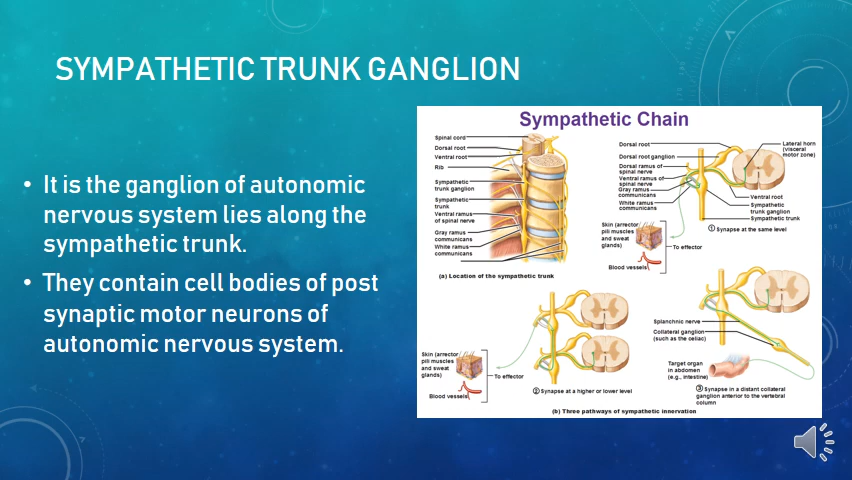 SYMPATHETIC TRUNK GANGLION
• It is the ganglion of autonomic
nervous system lies along the
sympathetic trunk.
• They contain cell bodies of post
synaptic motor neurons of
autonomic nervous system.
Sympathetic Chain
Spinal cord
Dorsal root
Ventral root
Rib
Sympathetic
trunk ganglion
Sympathetic
trunk
Ventral ramus
of spinal nerve
Gray ramus
communicans
White ramus
communicans
(a) Location of the sympathetic trunk
Dorsal root
Dorsal root ganglion
Dorsal ramus of
spinal nerve
Ventral ramus of
spinal nerve
Gray ramus
communicans
White ramus
communicans
Lateral horn
(visceral
motor zone)
Ventral root
Sympathetic
trunk ganglion
Sympathetic trunk
① Synapse at the same level
Skin (arrector
pili muscles
and sweat
glands)
To effector
Blood vessels
Skin (arrector
pili muscles
and sweat
glands)
To effector
Blood vessels
② Synapse at a higher or lower level
Splanchnic nerve
Collateral ganglion
(such as the celiac)
Target organ
in abdomen
(e.g., intestine)
③ Synapse in a distant collateral
ganglion anterior to the vertebral
column
(b) Three pathways of sympathetic innervation